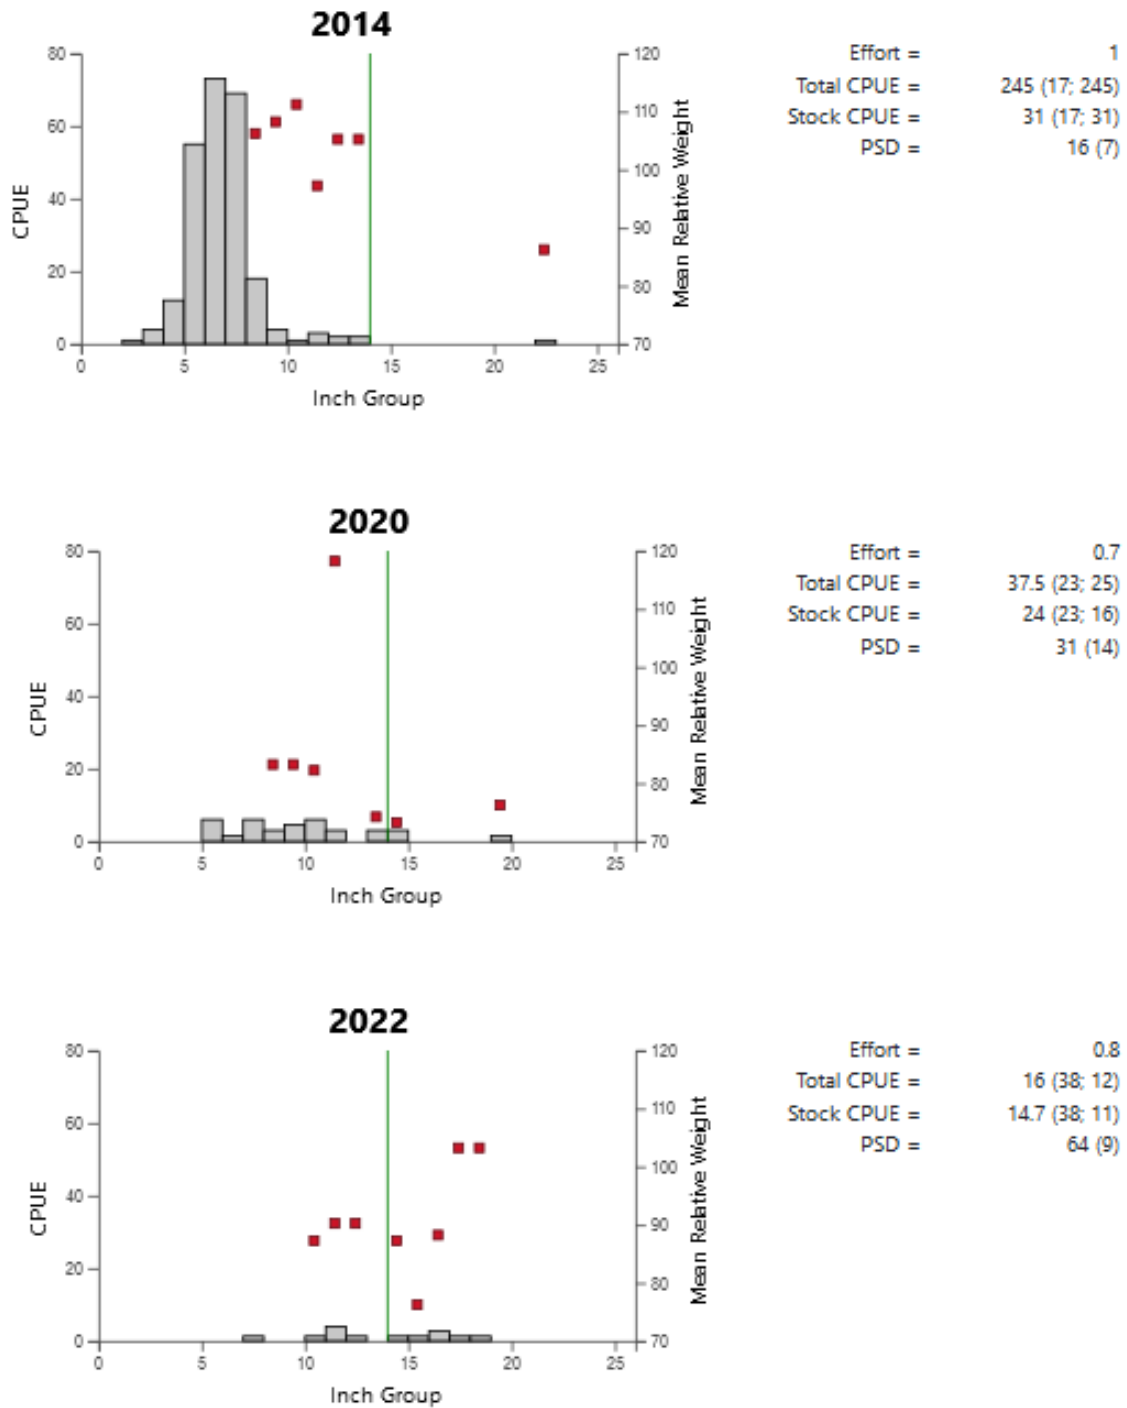 2014
Effort = 1
Total CPUE = 245 (17; 245)
Stock CPUE = 31 (17; 31)
PSD = 16 (7)
CPUE
80
60
40
20
0
0 5 10 15 20 25
Inch Group
120
110
100
90
80
70
Mean Relative Weight
2020
Effort = 0.7
Total CPUE = 37.5 (23; 25)
Stock CPUE = 24 (23; 16)
PSD = 31 (14)
CPUE
80
60
40
20
0
0 5 10 15 20 25
Inch Group
120
110
100
90
80
70
Mean Relative Weight
2022
Effort = 0.8
Total CPUE = 16 (38; 12)
Stock CPUE = 14.7 (38; 11)
PSD = 64 (9)
CPUE
80
60
40
20
0
0 5 10 15 20 25
Inch Group
120
110
100
90
80
70
Mean Relative Weight